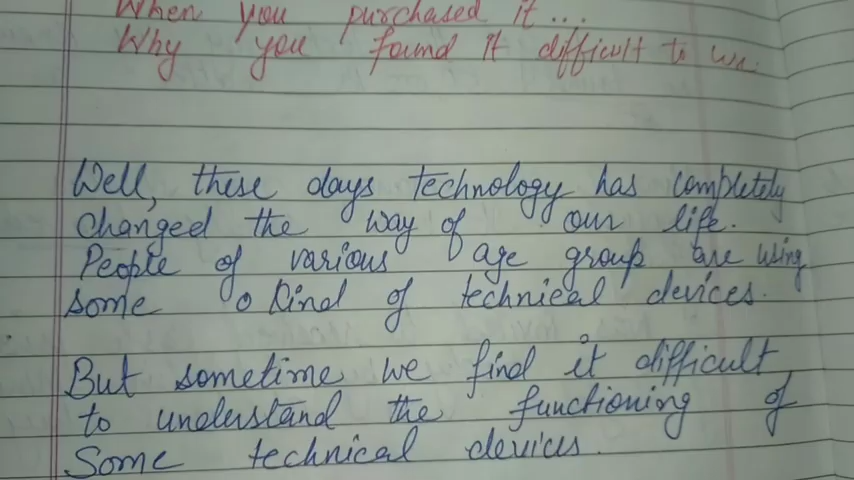 When you purchased it...
Why you found it difficult to
Well, these days technology has completely
changed the way of our life.
People of various age group are using
some kind of technical devices.
But sometime we find it difficult
to understand the functioning of
Some technical devices.